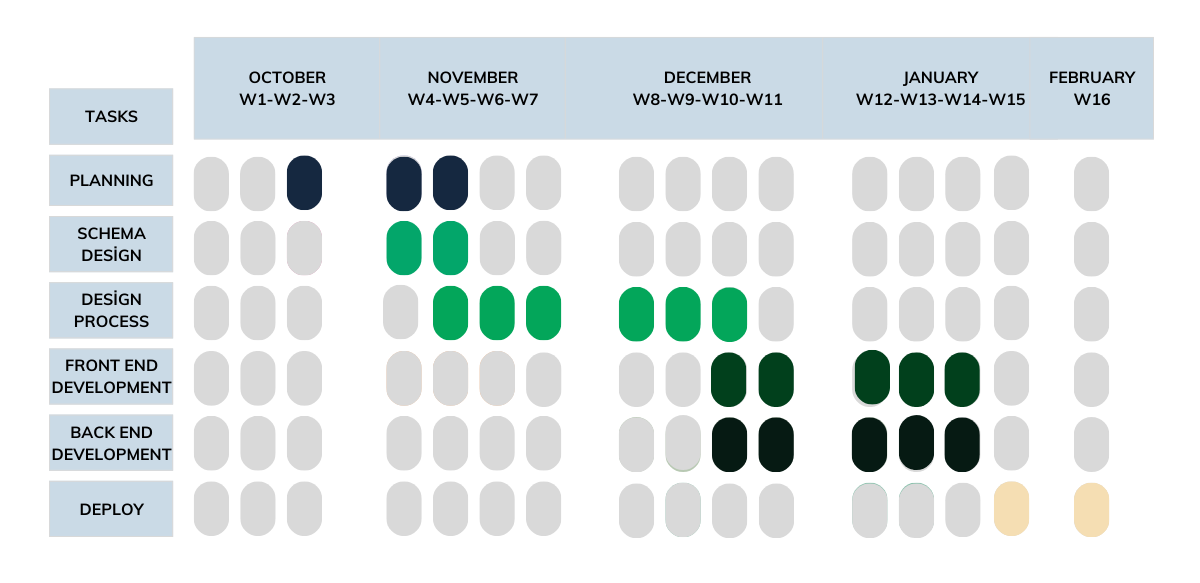 OCTOBER
W1-W2-W3
NOVEMBER
W4-W5-W6-W7
DECEMBER
W8-W9-W10-W11
JANUARY
W12-W13-W14-W15
FEBRUARY
W16
TASKS
PLANNING
SCHEMA
DESİGN
DESİGN
PROCESS
FRONT END
DEVELOPMENT
BACK END
DEVELOPMENT
DEPLOY